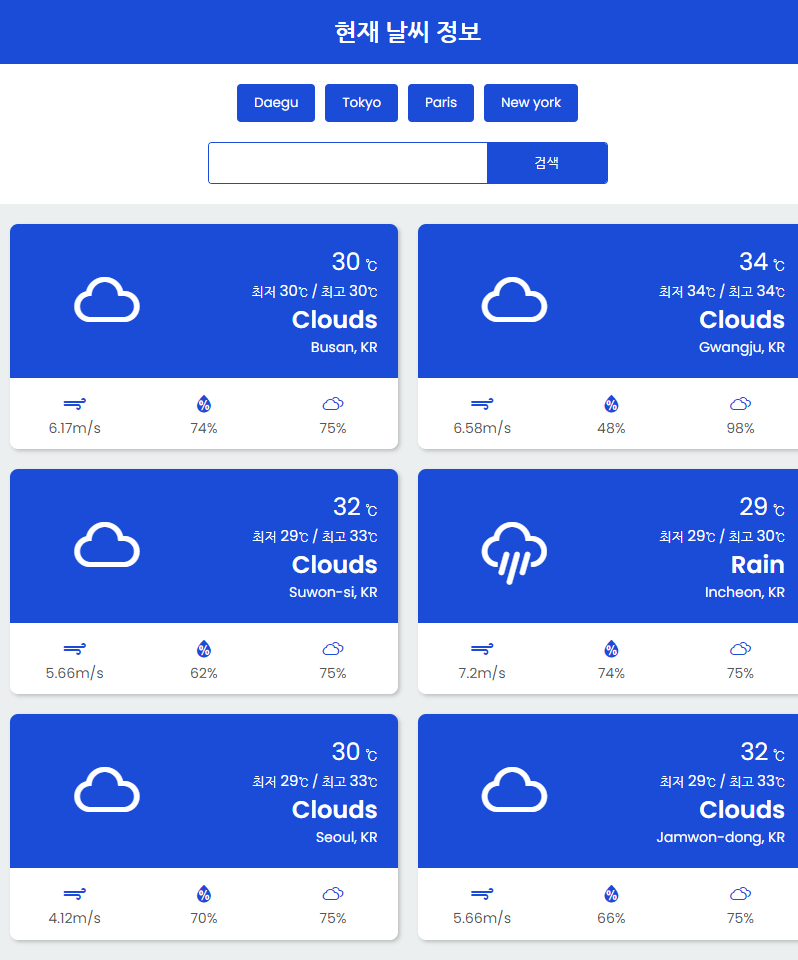 현재 날씨 정보
Daegu Tokyo Paris New york
검색
30 ℃
최저 30℃ / 최고 30℃
Clouds
Busan, KR
6.17m/s 74% 75%
34 ℃
최저 34℃ / 최고 34℃
Clouds
Gwangju, KR
6.58m/s 48% 98%
32 ℃
최저 29℃ / 최고 33℃
Clouds
Suwon-si, KR
5.66m/s 62% 75%
29 ℃
최저 29℃ / 최고 30℃
Rain
Incheon, KR
7.2m/s 74% 75%
30 ℃
최저 29℃ / 최고 33℃
Clouds
Seoul, KR
4.12m/s 70% 75%
32 ℃
최저 29℃ / 최고 33℃
Clouds
Jamwon-dong, KR
5.66m/s 66% 75%